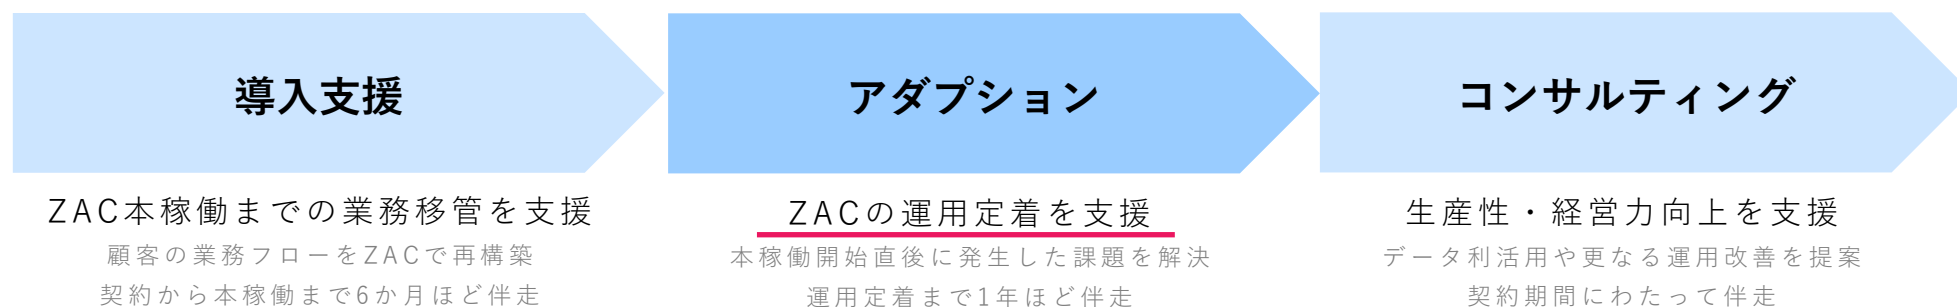 導入支援
ZAC本稼働までの業務移管を支援
顧客の業務フローをZACで再構築
契約から本稼働まで6か月ほど伴走
アダプション
ZACの運用定着を支援
本稼働開始直後に発生した課題を解決
運用定着まで1年ほど伴走
コンサルティング
生産性・経営力向上を支援
データ利活用や更なる運用改善を提案
契約期間にわたって伴走